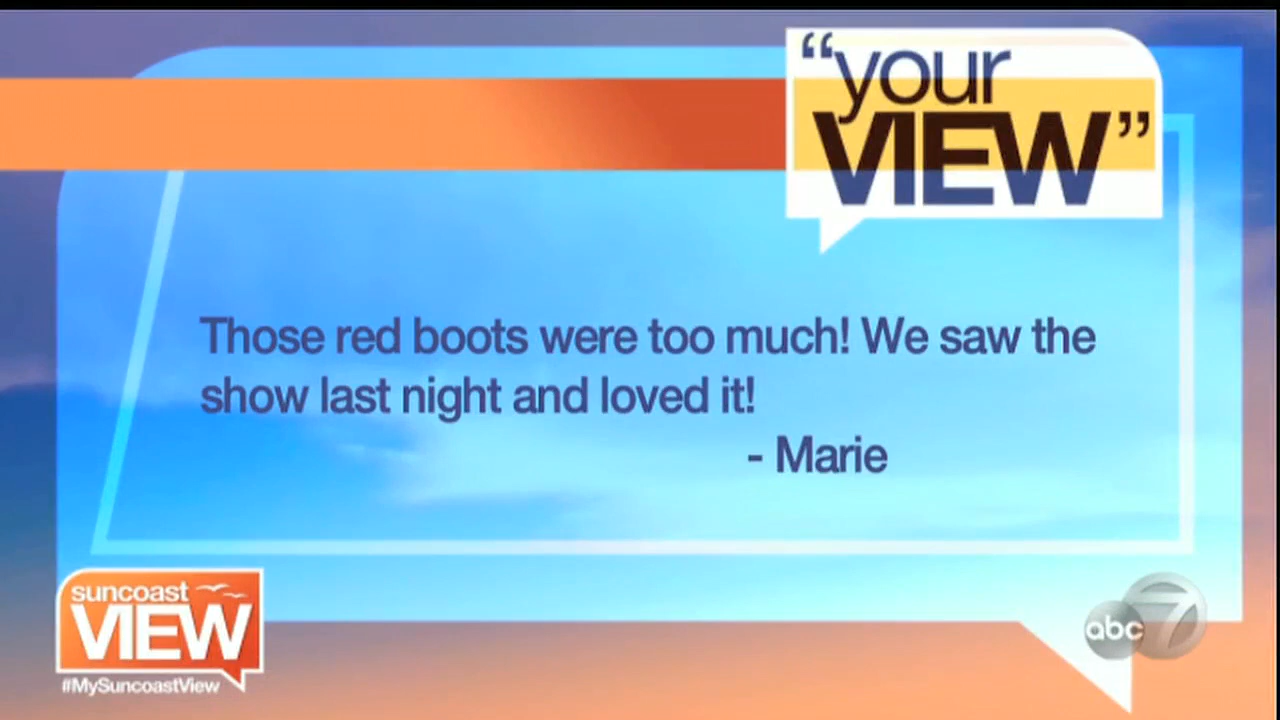 “your
VIEW”
Those red boots were too much! We saw the
show last night and loved it!
- Marie
suncoast
VIEW
#MySuncoastView
abc 7